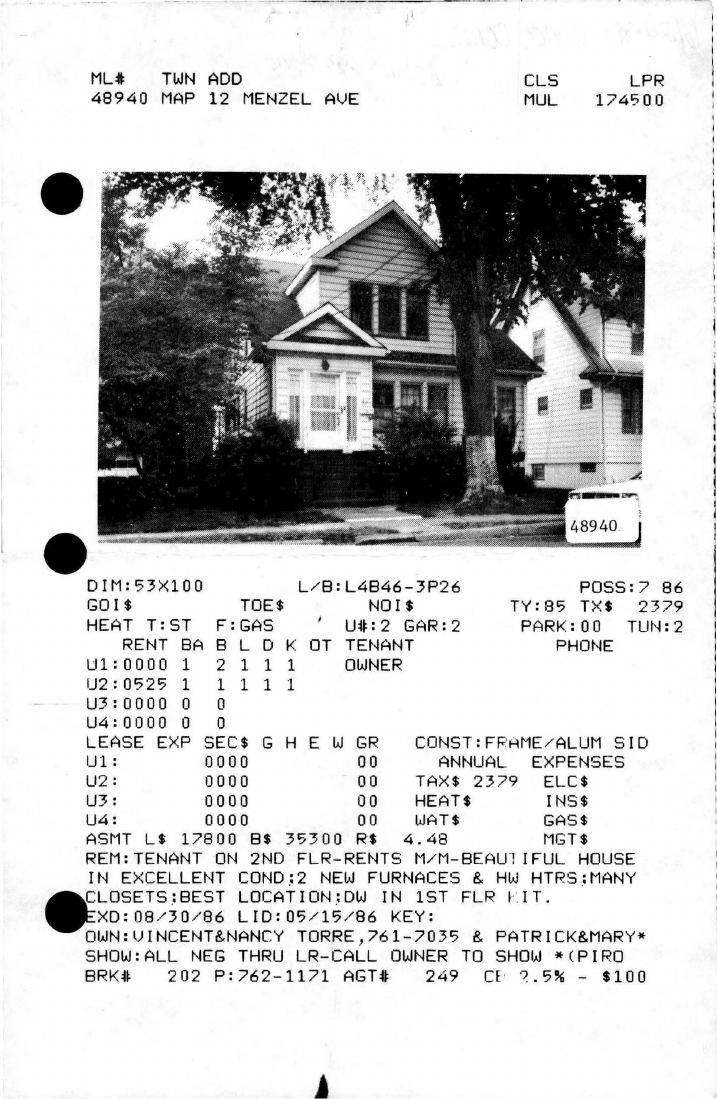 ML# TWN ADD CLS LPR
48940 MAP 12 MENZEL AVE MUL 174500
48940
DIM:53X100 L/B:L4B46-3P26 POSS:7 86
GOI$ TOE$ NOI$ TY:85 TX$ 2379
HEAT T:ST F:GAS U#:2 GAR:2 PARK:00 TUN:2
RENT BA B L D K OT TENANT PHONE
U1:0000 1 2 1 1 1 OWNER
U2:0525 1 1 1 1 1
U3:0000 0 0
U4:0000 0 0
LEASE EXP SEC$ G H E W GR CONST:FRAME/ALUM SID
U1: 0000 00 ANNUAL EXPENSES
U2: 0000 00 TAX$ 2379 ELC$
U3: 0000 00 HEAT$ INS$
U4: 0000 00 WAT$ GAS$
ASMT L$ 17800 B$ 35300 R$ 4.48 MGT$
REM:TENANT ON 2ND FLR-RENTS M/M-BEAUTIFUL HOUSE
IN EXCELLENT COND;2 NEW FURNACES & HW HTRS;MANY
CLOSETS;BEST LOCATION;DW IN 1ST FLR KIT.
EXD:08/30/86 LID:05/15/86 KEY:
OWN:VINCENT&NANCY TORRE,761-7035 & PATRICK&MARY*
SHOW:ALL NEG THRU LR-CALL OWNER TO SHOW *(PIRO
BRK# 202 P:762-1171 AGT# 249 2.5% - $100